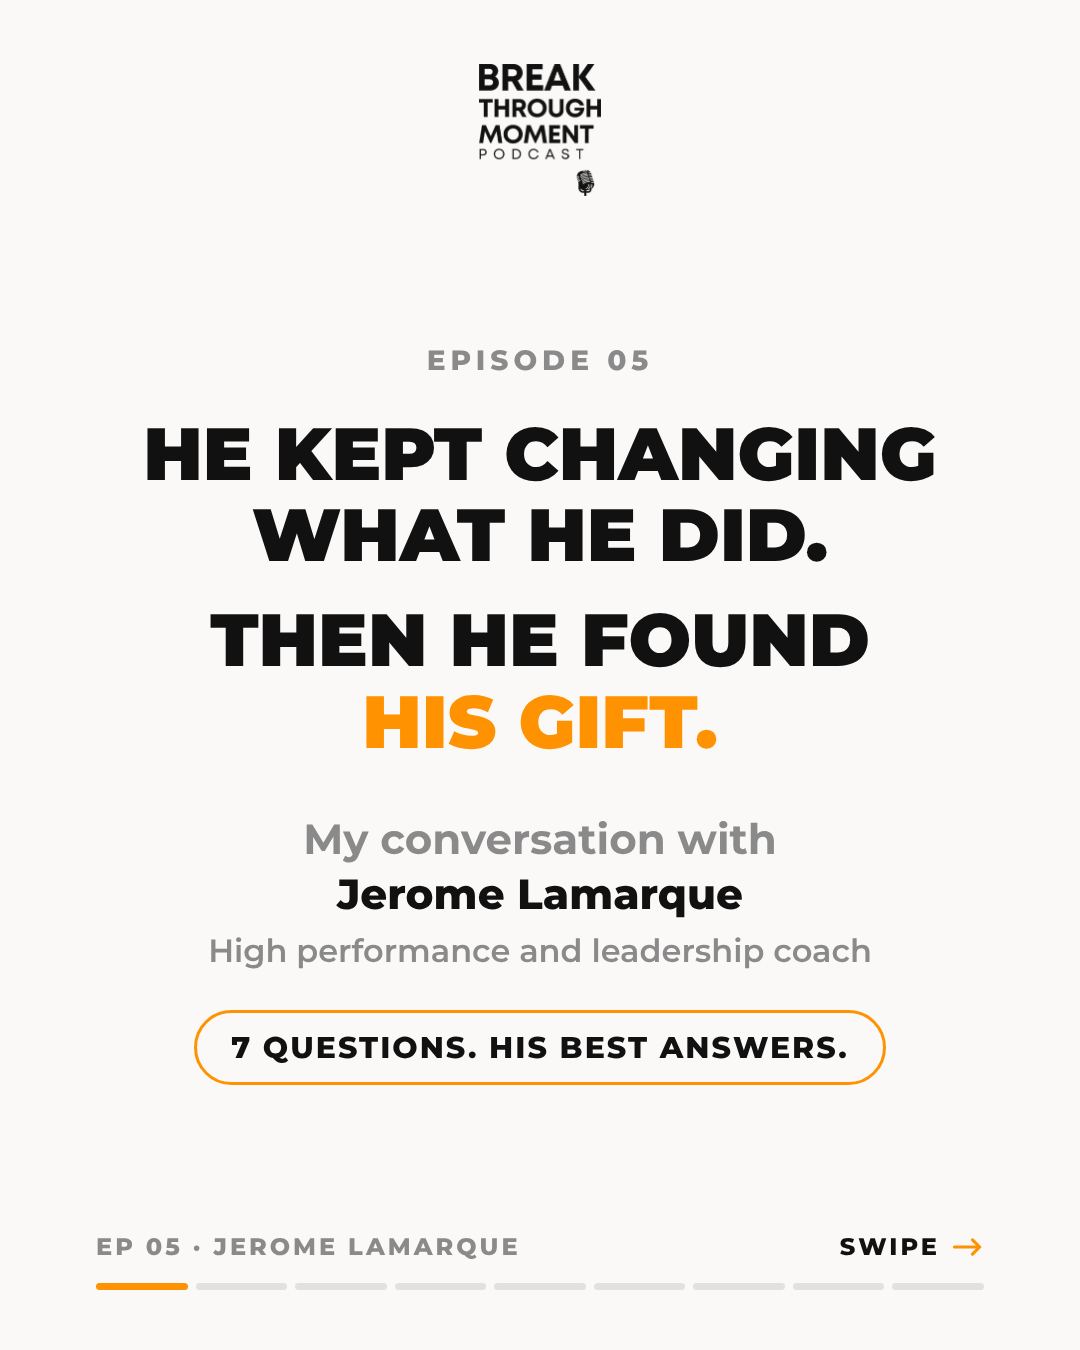 BREAK
THROUGH
MOMENT
PODCAST
EPISODE 05
HE KEPT CHANGING
WHAT HE DID.
THEN HE FOUND
HIS GIFT.
My conversation with
Jerome Lamarque
High performance and leadership coach
7 QUESTIONS. HIS BEST ANSWERS.
EP 05 · JEROME LAMARQUE
SWIPE →